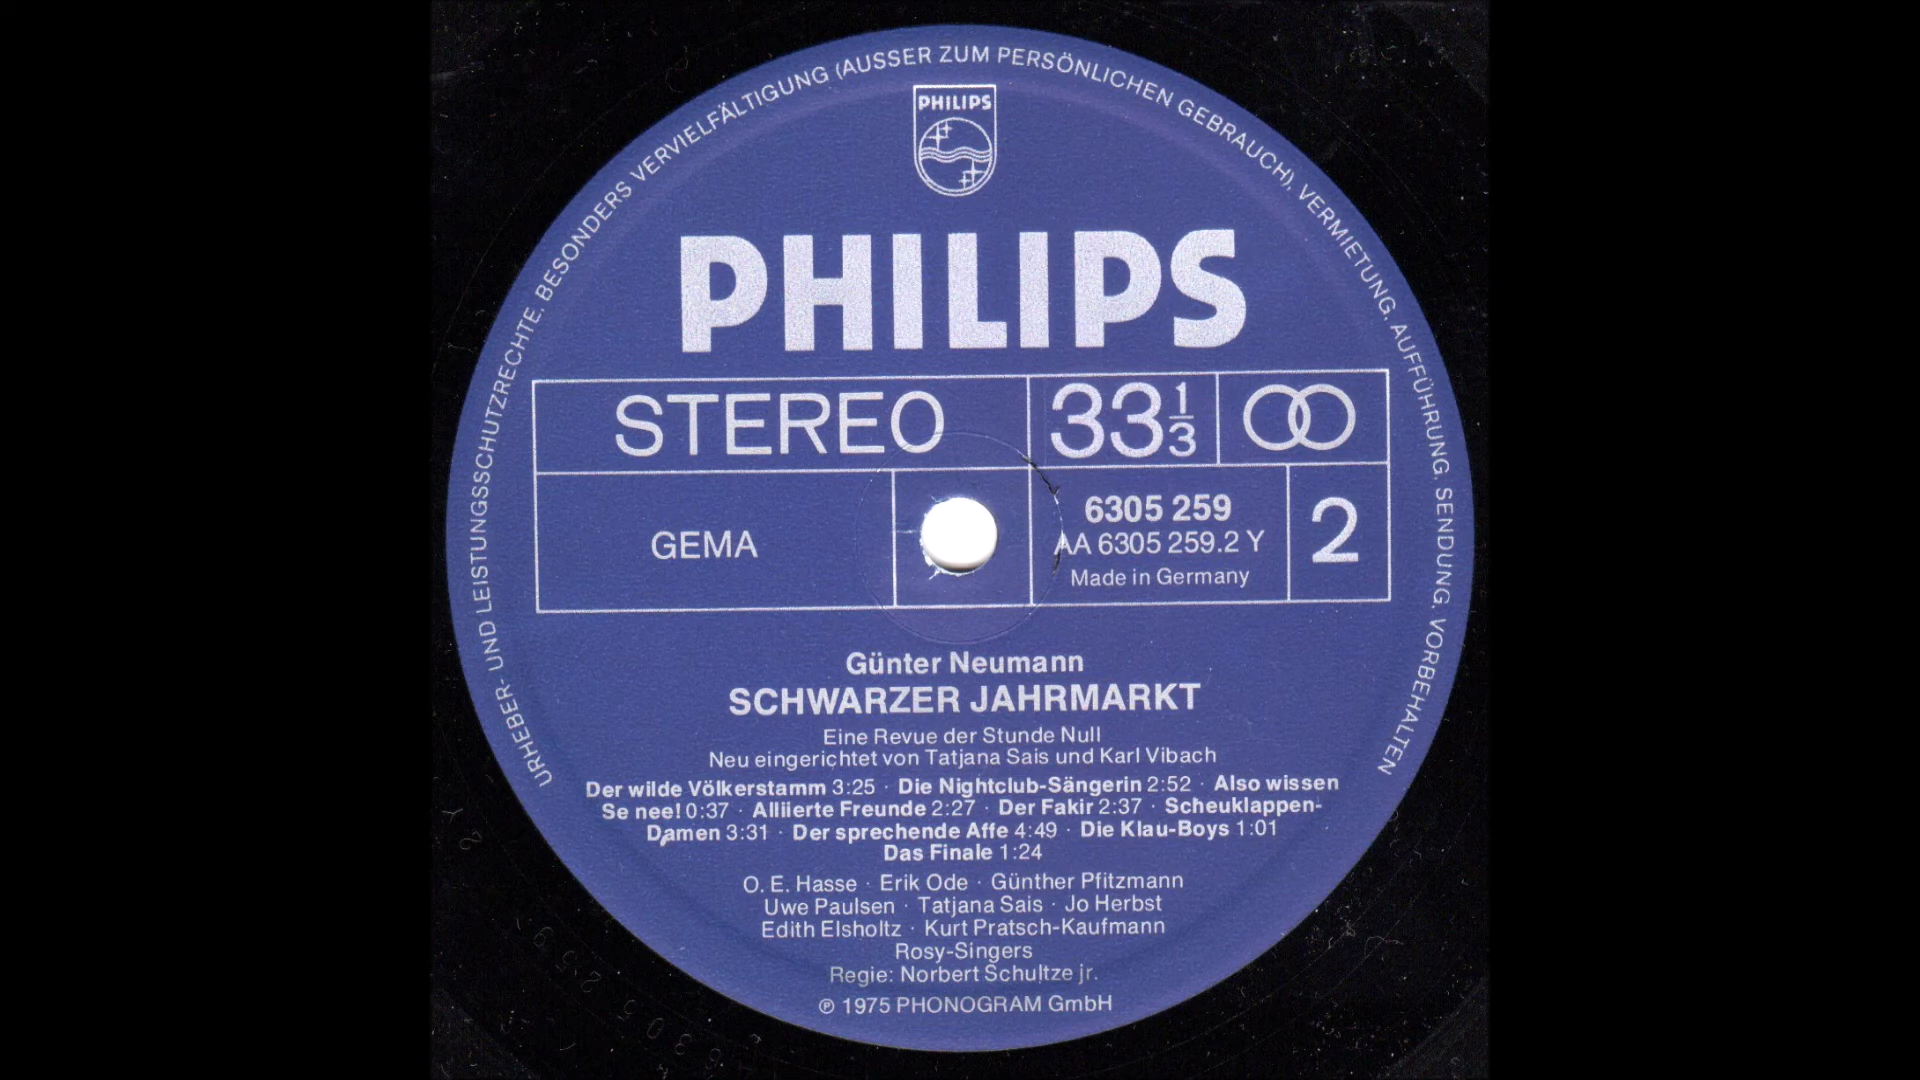 URHEBER- UND LEISTUNGSSCHUTZRECHTE, BESONDERS VERVIELFÄLTIGUNG (AUSSER ZUM PERSÖNLICHEN GEBRAUCH), VERMIETUNG, AUFFÜHRUNG, SENDUNG, VORBEHALTEN
PHILIPS
PHILIPS
STEREO
33 1/3
GEMA
6305 259
AA 6305 259.2 Y
Made in Germany
2
Günter Neumann
SCHWARZER JAHRMARKT
Eine Revue der Stunde Null
Neu eingerichtet von Tatjana Sais und Karl Vibach
Der wilde Völkerstamm 3:25 · Die Nightclub-Sängerin 2:52 · Also wissen
Se nee! 0:37 · Alliierte Freunde 2:27 · Der Fakir 2:37 · Scheuklappen-
Damen 3:31 · Der sprechende Affe 4:49 · Die Klau-Boys 1:01
Das Finale 1:24
O. E. Hasse · Erik Ode · Günther Pfitzmann
Uwe Paulsen · Tatjana Sais · Jo Herbst
Edith Elsholtz · Kurt Pratsch-Kaufmann
Rosy-Singers
Regie: Norbert Schultze jr.
℗ 1975 PHONOGRAM GmbH